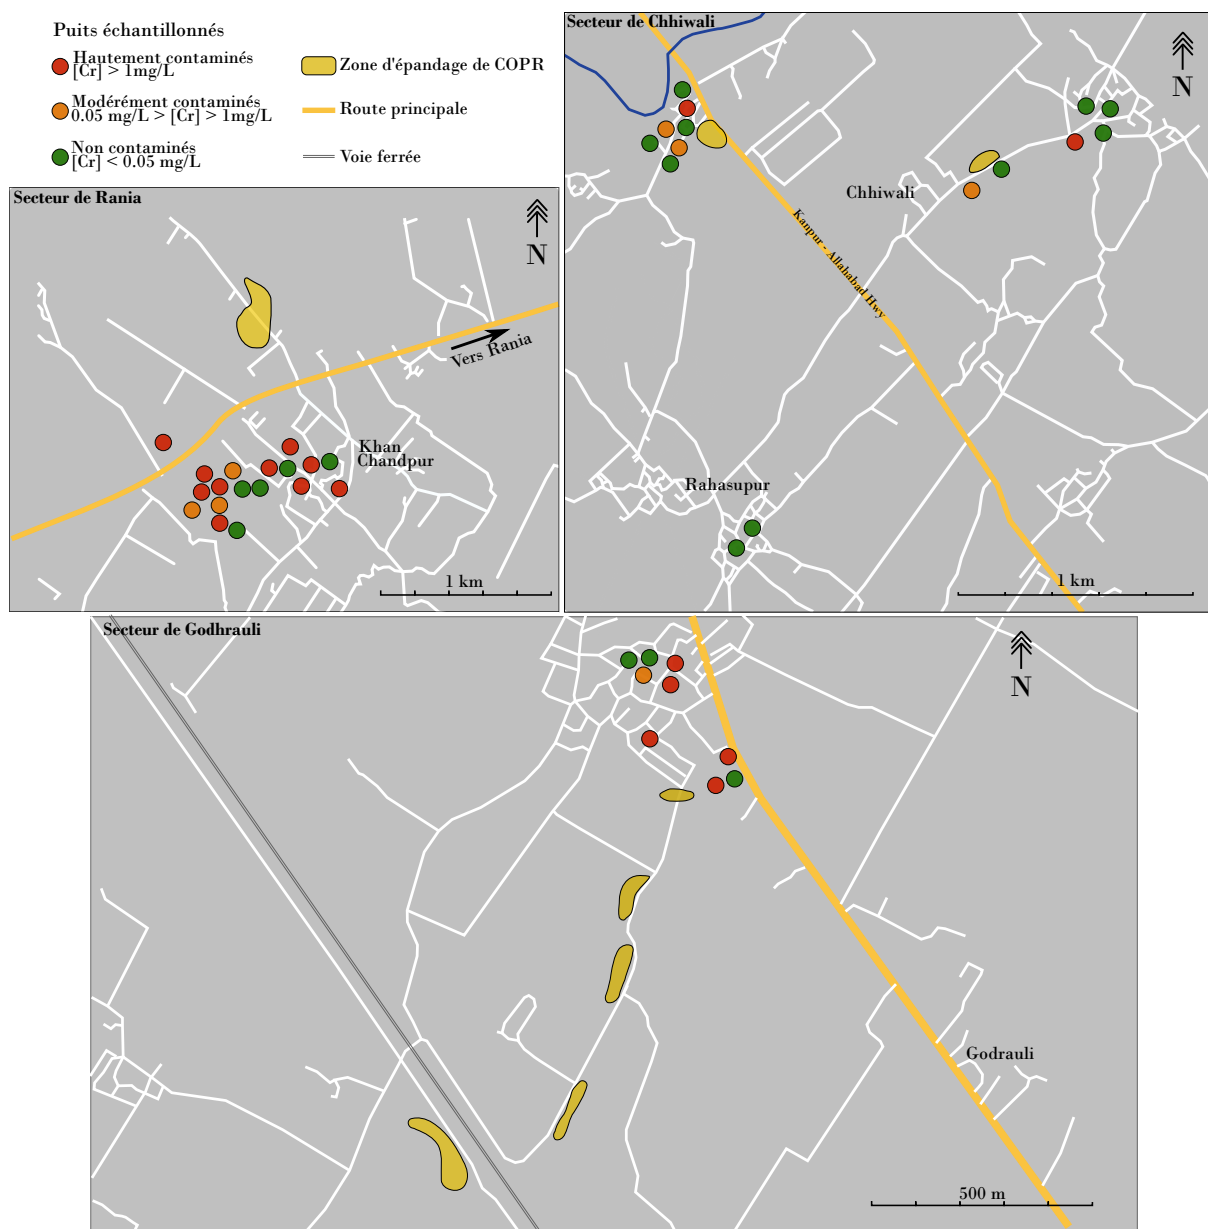 Puits échantillonnés
Hautement contaminés
[Cr] > 1mg/L
Modérément contaminés
0.05 mg/L > [Cr] > 1mg/L
Non contaminés
[Cr] < 0.05 mg/L
Zone d'épandage de COPR
Route principale
Voie ferrée
Secteur de Rania
N
Vers Rania
Khan
Chandpur
1 km
Secteur de Chhiwali
N
Chhiwali
Kanpur - Allahabad Hwy
Rahasupur
1 km
Secteur de Godhrauli
N
Godrauli
500 m